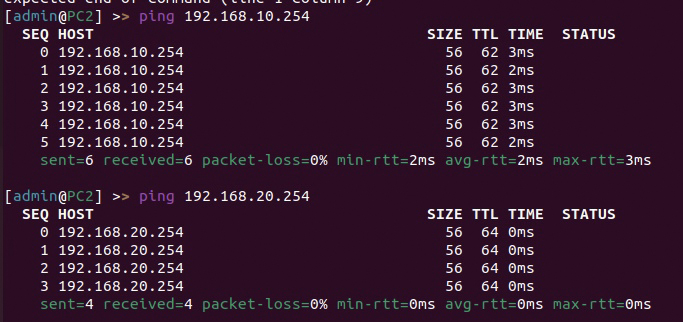 expected end of command (line 1 column 9)
[admin@PC2] >> ping 192.168.10.254
SEQ HOST SIZE TTL TIME STATUS
0 192.168.10.254 56 62 3ms
1 192.168.10.254 56 62 2ms
2 192.168.10.254 56 62 3ms
3 192.168.10.254 56 62 3ms
4 192.168.10.254 56 62 3ms
5 192.168.10.254 56 62 2ms
sent=6 received=6 packet-loss=0% min-rtt=2ms avg-rtt=2ms max-rtt=3ms
[admin@PC2] >> ping 192.168.20.254
SEQ HOST SIZE TTL TIME STATUS
0 192.168.20.254 56 64 0ms
1 192.168.20.254 56 64 0ms
2 192.168.20.254 56 64 0ms
3 192.168.20.254 56 64 0ms
sent=4 received=4 packet-loss=0% min-rtt=0ms avg-rtt=0ms max-rtt=0ms